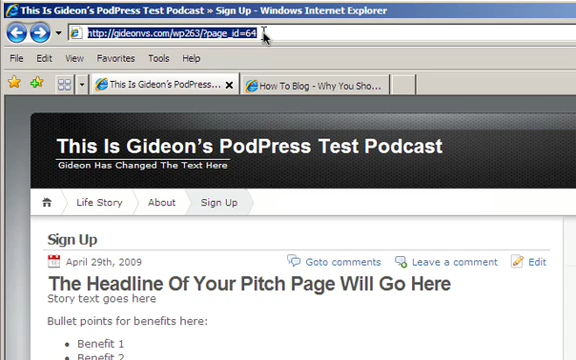 This Is Gideon's PodPress Test Podcast » Sign Up - Windows Internet Explorer
http://gideonvs.com/wp263/?page_id=64
File Edit View Favorites Tools Help
This Is Gideon's PodPress... How To Blog - Why You Sho...
This Is Gideon's PodPress Test Podcast
Gideon Has Changed The Text Here
Life Story About Sign Up
Sign Up
April 29th, 2009 Goto comments Leave a comment Edit
The Headline Of Your Pitch Page Will Go Here
Story text goes here
Bullet points for benefits here:
• Benefit 1
• Benefit 2